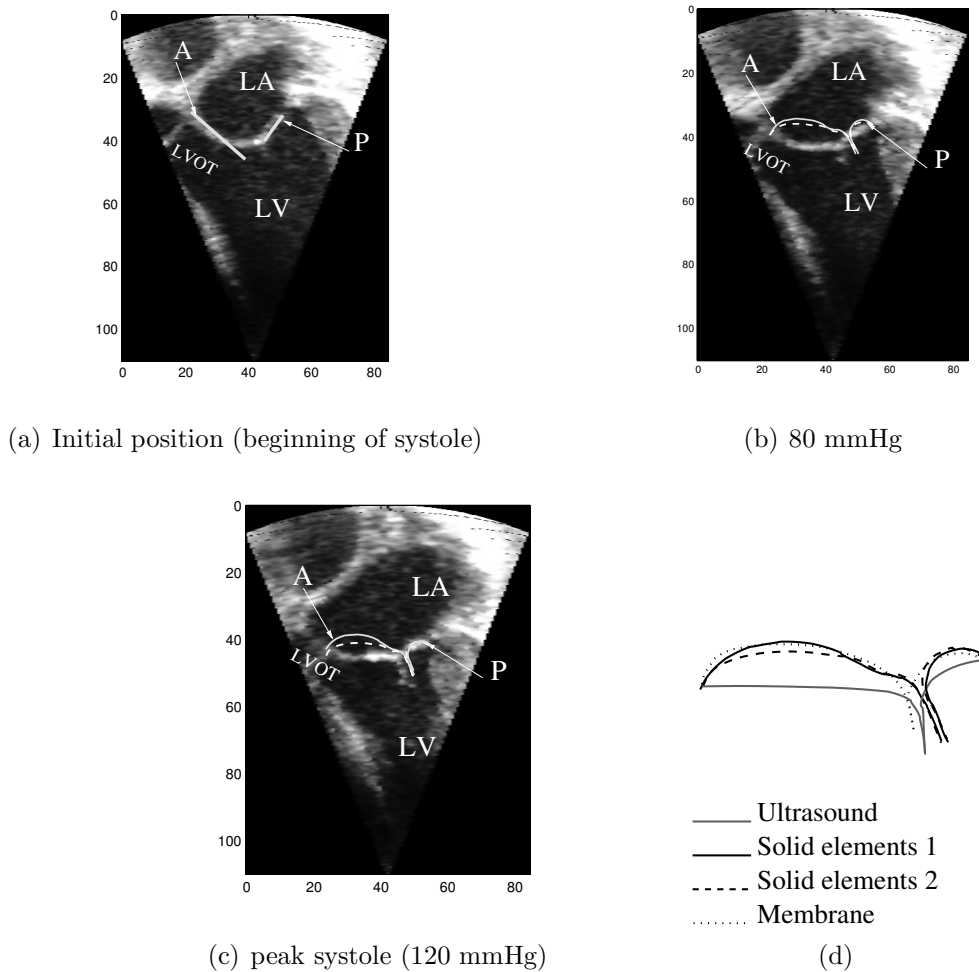 0
20
40
60
80
100
0 20 40 60 80
A
LA
P
LVOT
LV
(a) Initial position (beginning of systole)
0
20
40
60
80
100
0 20 40 60 80
A
LA
P
LVOT
LV
(b) 80 mmHg
0
20
40
60
80
100
0 20 40 60 80
A
LA
P
LVOT
LV
(c) peak systole (120 mmHg)
Ultrasound
Solid elements 1
Solid elements 2
Membrane
(d)